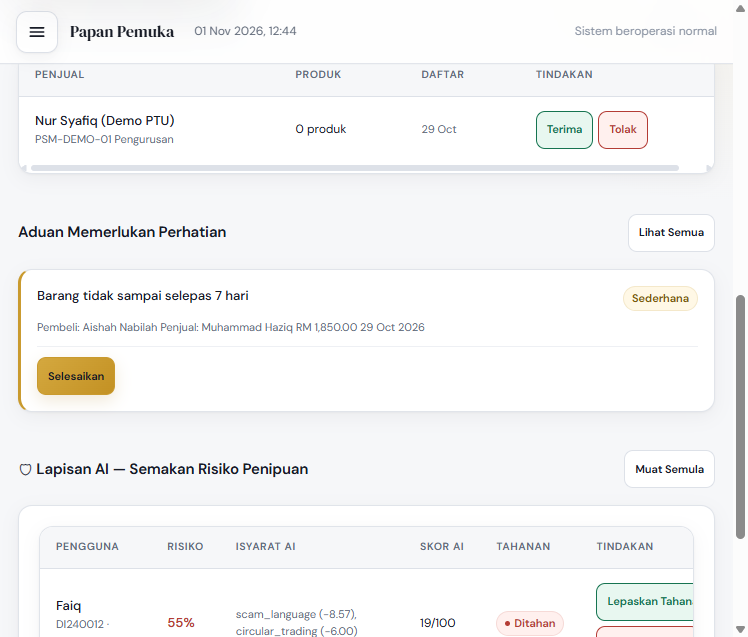 Papan Pemuka 01 Nov 2026, 12:44 Sistem beroperasi normal
PENJUAL PRODUK DAFTAR TINDAKAN
Nur Syafiq (Demo PTU) 0 produk 29 Oct Terima Tolak
PSM-DEMO-01 Pengurusan
Aduan Memerlukan Perhatian Lihat Semua
Barang tidak sampai selepas 7 hari Sederhana
Pembeli: Aishah Nabilah Penjual: Muhammad Haziq RM 1,850.00 29 Oct 2026
Selesaikan
Lapisan AI — Semakan Risiko Penipuan Muat Semula
PENGGUNA RISIKO ISYARAT AI SKOR AI TAHANAN TINDAKAN
Lepaskan Tahan
Faiq
DI240012 · 55% scam_language (-8.57), 19/100 Ditahan
circular_trading (-6.00)